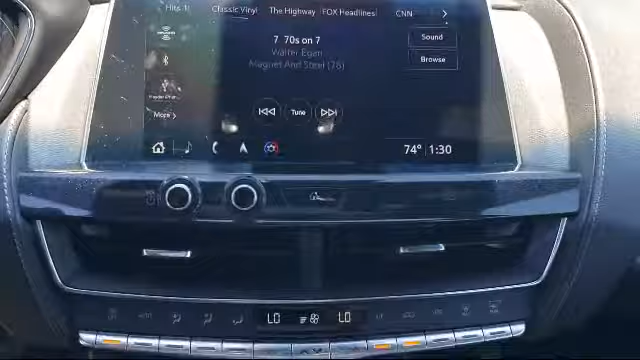 Hits 1 Classic Vinyl The Highway FOX Headlines CNN
7 70s on 7
Walter Egan
Magnet And Steel (78)
Sound
Browse
More
Tune
74° 1:30
LO LO